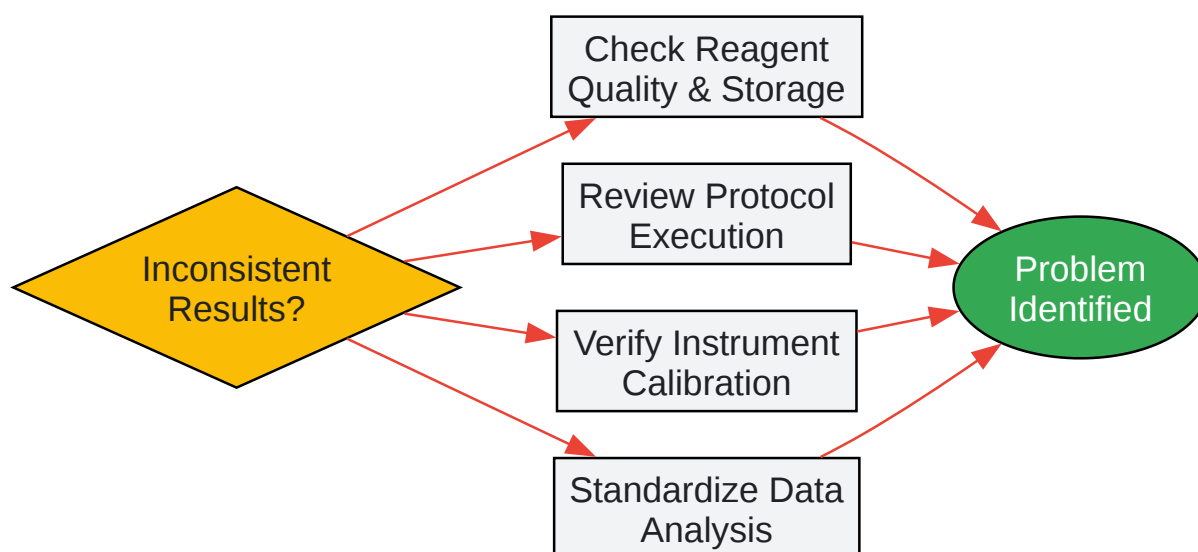 Check Reagent
Quality & Storage
Review Protocol
Execution
Inconsistent
Results?
Problem
Identified
Verify Instrument
Calibration
Standardize Data
Analysis